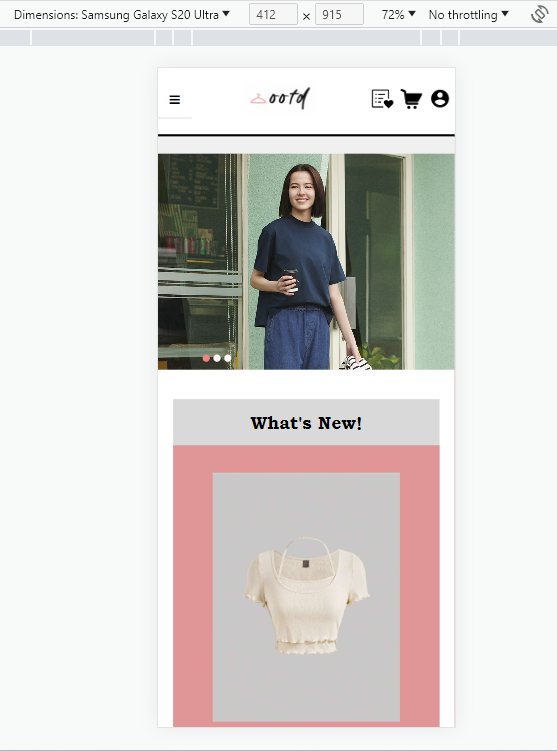 Dimensions: Samsung Galaxy S20 Ultra 412 × 915 72% No throttling
ootd
What's New!